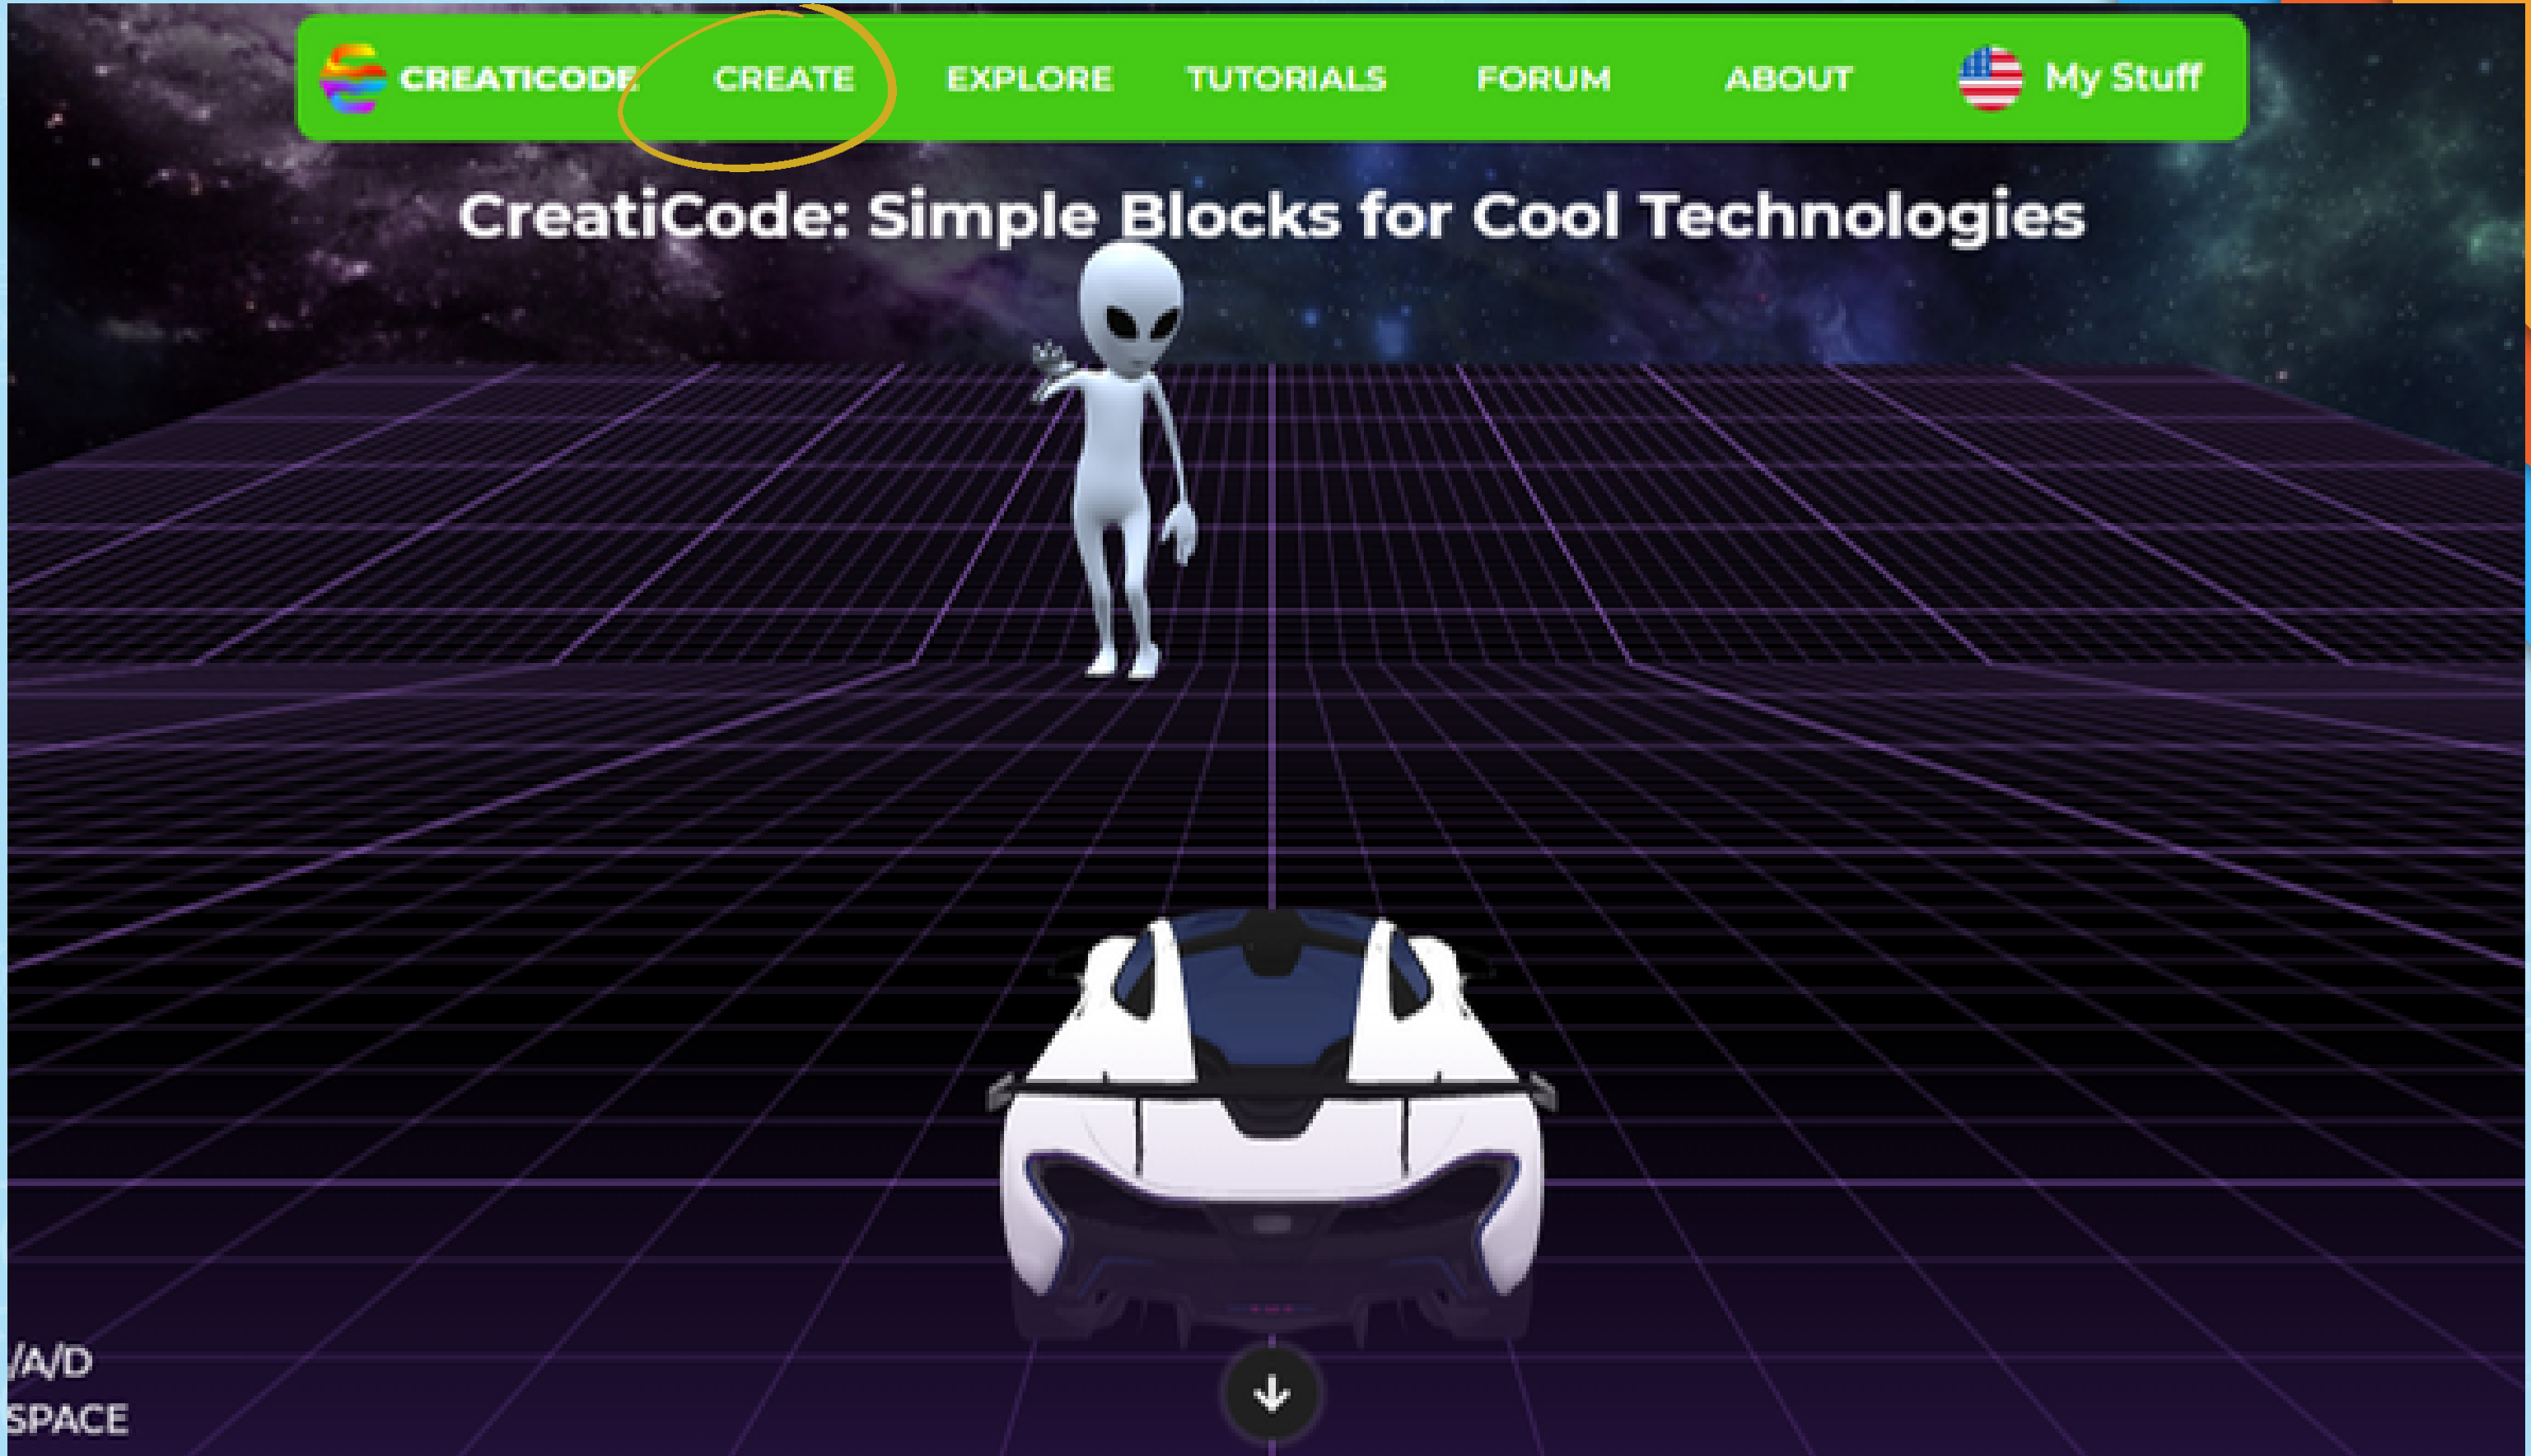 CREATICODE CREATE EXPLORE TUTORIALS FORUM ABOUT My Stuff
CreatiCode: Simple Blocks for Cool Technologies
/A/D
SPACE